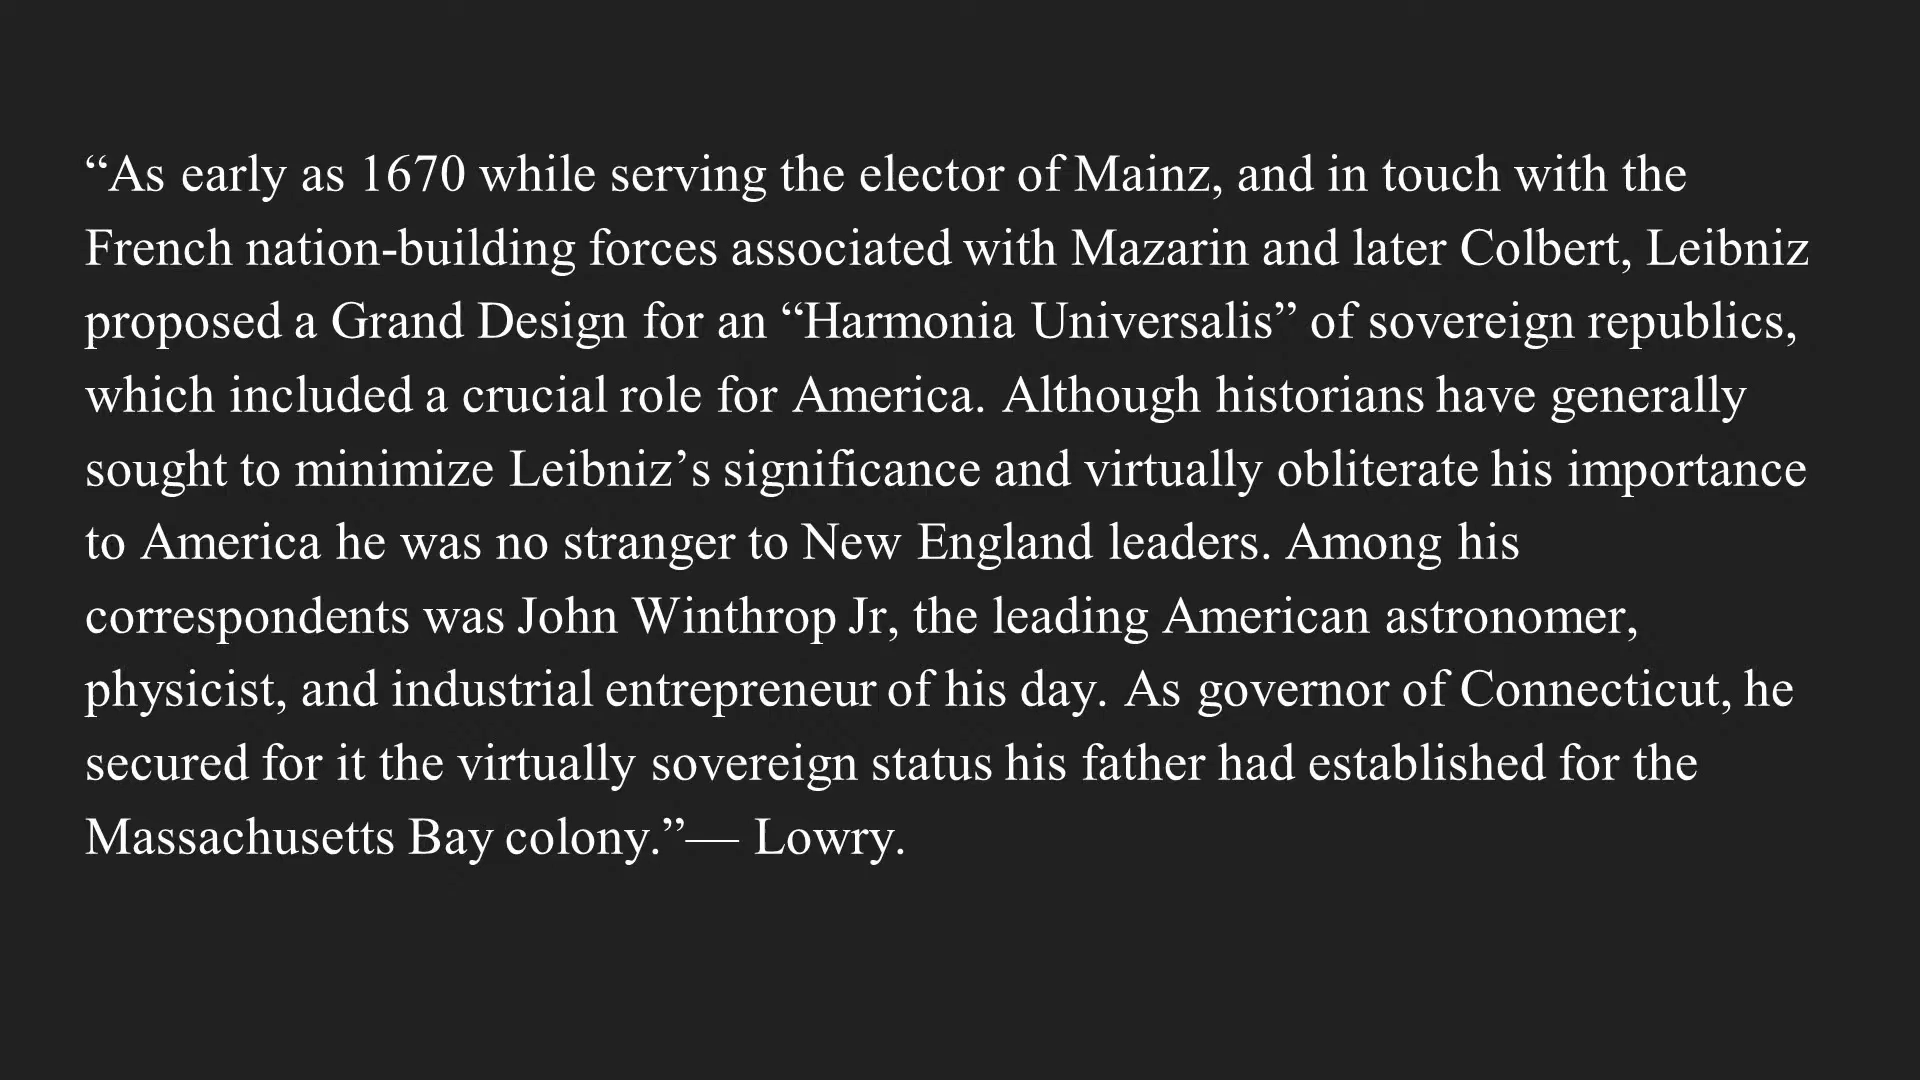 “As early as 1670 while serving the elector of Mainz, and in touch with the
French nation-building forces associated with Mazarin and later Colbert, Leibniz
proposed a Grand Design for an “Harmonia Universalis” of sovereign republics,
which included a crucial role for America. Although historians have generally
sought to minimize Leibniz’s significance and virtually obliterate his importance
to America he was no stranger to New England leaders. Among his
correspondents was John Winthrop Jr, the leading American astronomer,
physicist, and industrial entrepreneur of his day. As governor of Connecticut, he
secured for it the virtually sovereign status his father had established for the
Massachusetts Bay colony.”— Lowry.